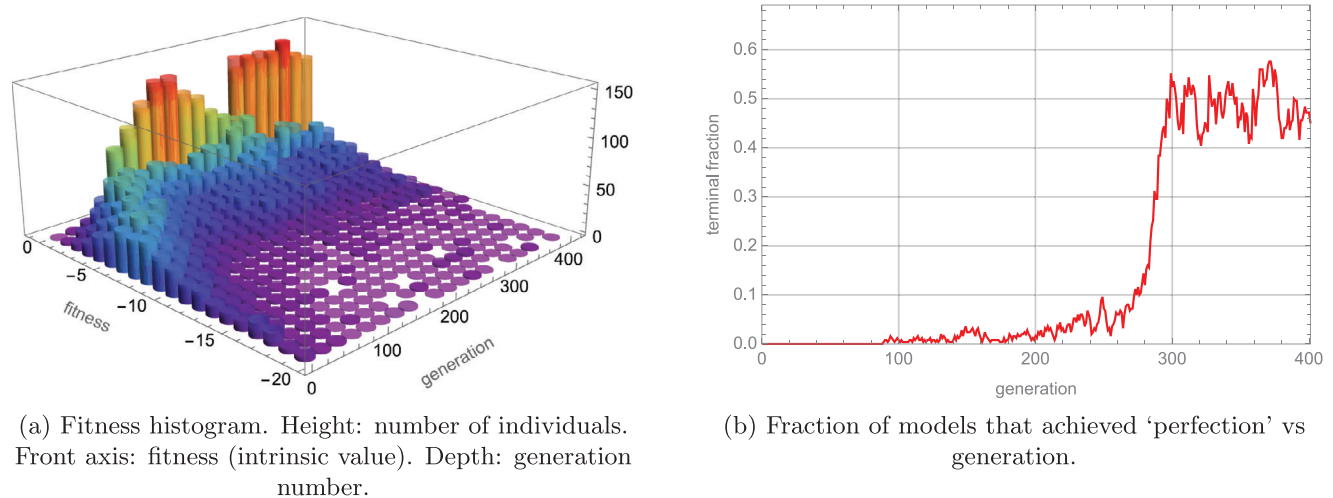 150
100
50
0
0
−5
−10
−15
−20
fitness
0
100
200
300
400
generation
(a) Fitness histogram. Height: number of individuals.
Front axis: fitness (intrinsic value). Depth: generation
number.
0.6
0.5
0.4
0.3
0.2
0.1
0.0
terminal fraction
0
100
200
300
400
generation
(b) Fraction of models that achieved ‘perfection’ vs
generation.